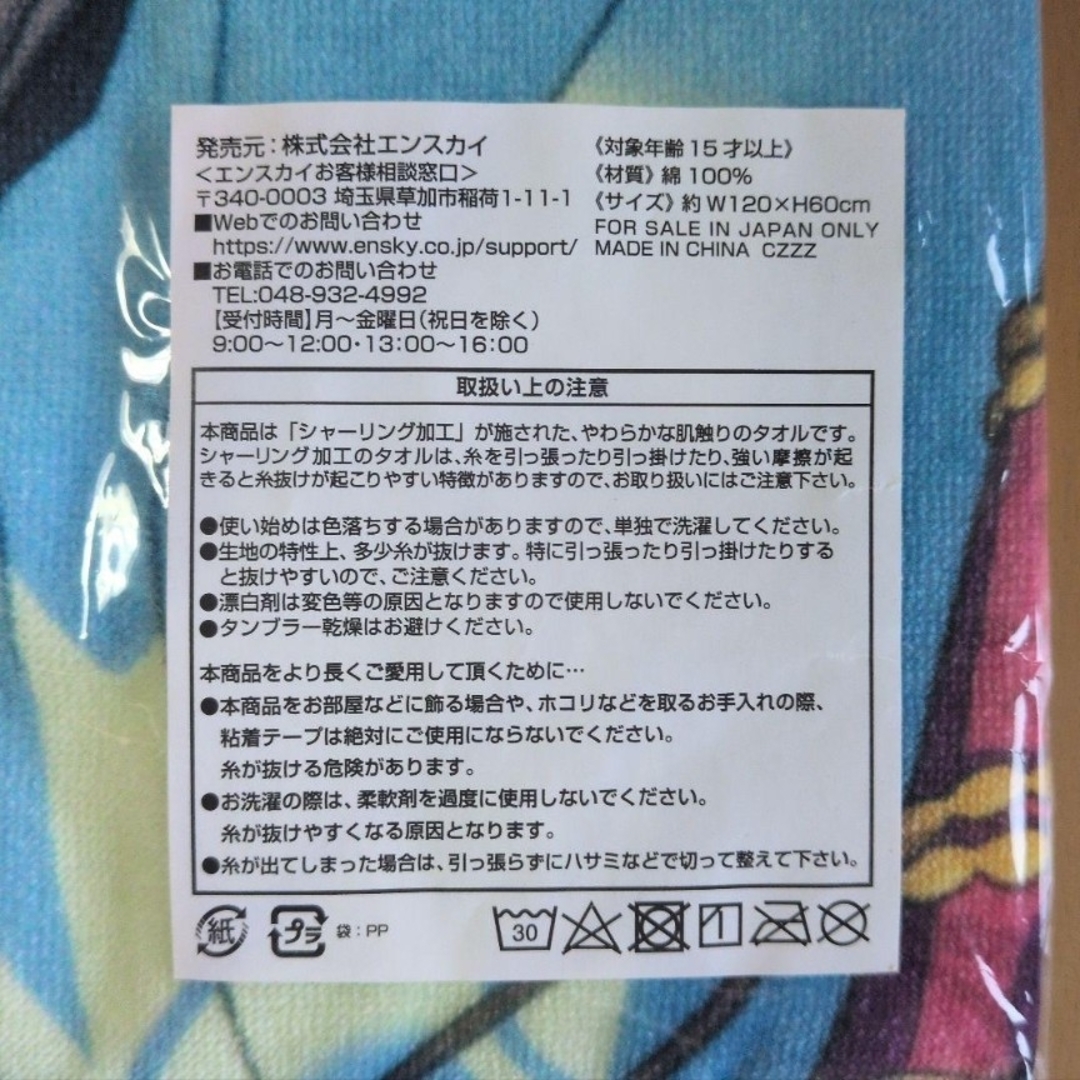 発売元:株式会社エンスカイ
<エンスカイお客様相談窓口>
〒340-0003 埼玉県草加市稲荷1-11-1
■Webでのお問い合わせ
https://www.ensky.co.jp/support/
■お電話でのお問い合わせ
TEL:048-932-4992
【受付時間】月～金曜日(祝日を除く)
9:00～12:00・13:00～16:00
《対象年齢15才以上》
《材質》綿100%
《サイズ》約W120×H60cm
FOR SALE IN JAPAN ONLY
MADE IN CHINA CZZZ
取扱い上の注意
本商品は「シャーリング加工」が施された、やわらかな肌触りのタオルです。
シャーリング加工のタオルは、糸を引っ張ったり引っ掛けたり、強い摩擦が起
きると糸抜けが起こりやすい特徴がありますので、お取り扱いにはご注意下さい。
●使い始めは色落ちする場合がありますので、単独で洗濯してください。
●生地の特性上、多少糸が抜けます。特に引っ張ったり引っ掛けたりする
と抜けやすいので、ご注意ください。
●漂白剤は変色等の原因となりますので使用しないでください。
●タンブラー乾燥はお避けください。
本商品をより長くご愛用して頂くために…
●本商品をお部屋などに飾る場合や、ホコリなどを取るお手入れの際、
粘着テープは絶対にご使用にならないでください。
糸が抜ける危険があります。
●お洗濯の際は、柔軟剤を過度に使用しないでください。
糸が抜けやすくなる原因となります。
●糸が出てしまった場合は、引っ張らずにハサミなどで切って整えて下さい。
紙 プラ 袋:PP 30